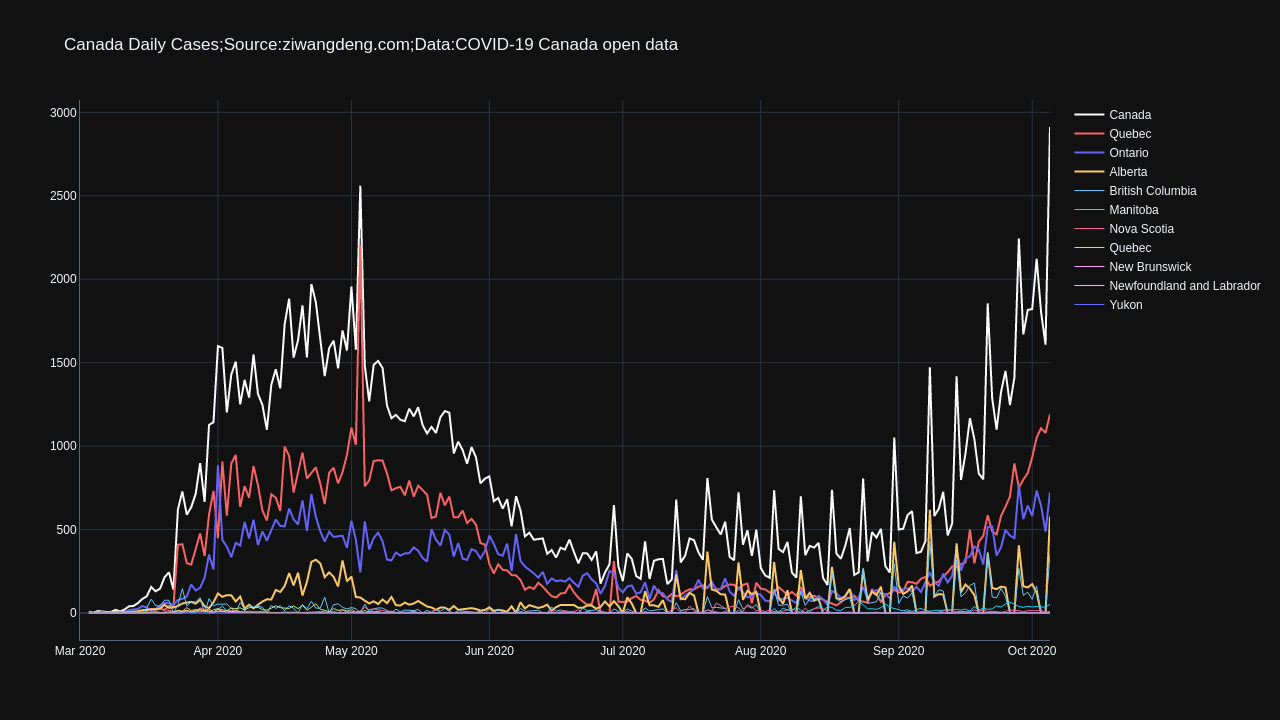 Canada Daily Cases;Source:ziwangdeng.com;Data:COVID-19 Canada open data
3000
2500
2000
1500
1000
500
0
Mar 2020
Apr 2020
May 2020
Jun 2020
Jul 2020
Aug 2020
Sep 2020
Oct 2020
Canada
Quebec
Ontario
Alberta
British Columbia
Manitoba
Nova Scotia
Quebec
New Brunswick
Newfoundland and Labrador
Yukon